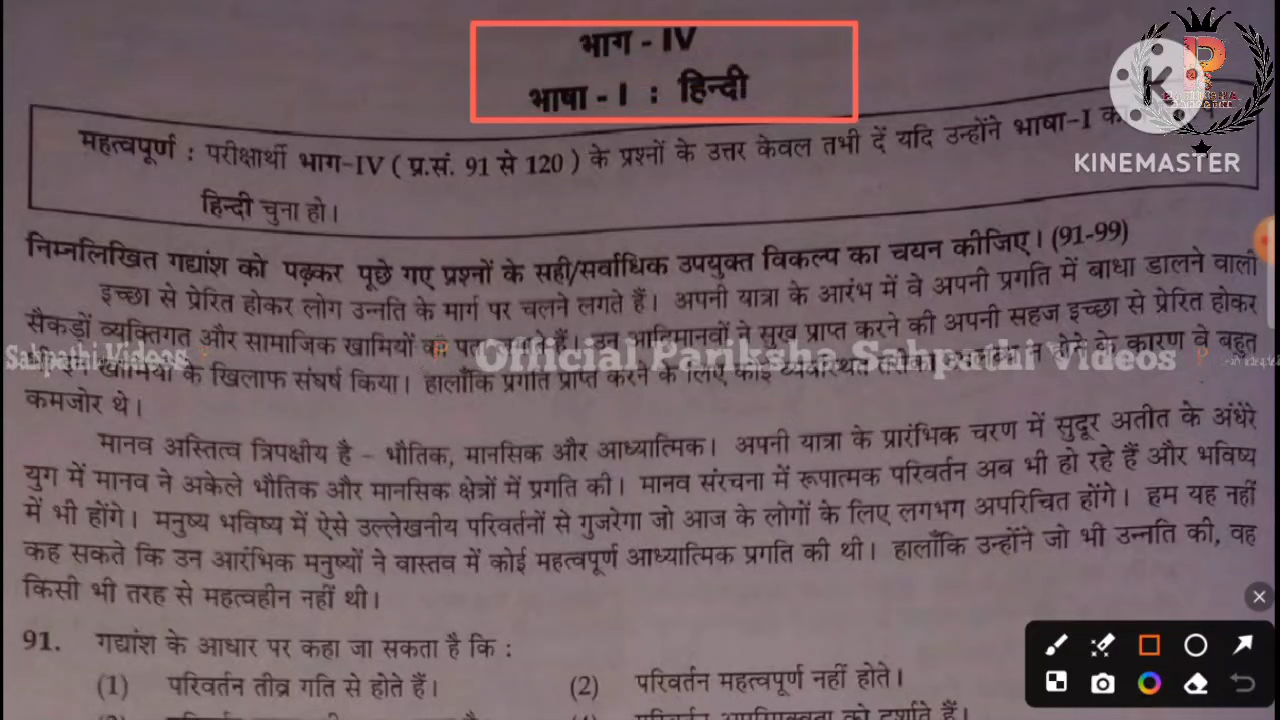 भाग - IV
भाषा - I : हिन्दी
KINEMASTER
महत्वपूर्ण : परीक्षार्थी भाग-IV ( प्र.सं. 91 से 120 ) के प्रश्नों के उत्तर केवल तभी दें यदि उन्होंने भाषा-I
हिन्दी चुना हो।
निम्नलिखित गद्यांश को पढ़कर पूछे गए प्रश्नों के सही/सर्वाधिक उपयुक्त विकल्प का चयन कीजिए। (91-99)
इच्छा से प्रेरित होकर लोग उन्नति के मार्ग पर चलने लगते हैं। अपनी यात्रा के आरंभ में वे अपनी प्रगति में बाधा डालने वाली
सैकड़ों व्यक्तिगत और सामाजिक खामियों का पता हैं। उन आदिमानवों ने सुख प्राप्त करने की अपनी सहज इच्छा से प्रेरित होकर
Sahpathi Videos Official Pariksha Sahpathi Videos
खामियों के खिलाफ संघर्ष किया। हालाँकि प्रगति प्राप्त करने के लिए कोई व्यवस्थित न होने के कारण वे बहुत
कमजोर थे।
मानव अस्तित्व त्रिपक्षीय है – भौतिक, मानसिक और आध्यात्मिक। अपनी यात्रा के प्रारंभिक चरण में सुदूर अतीत के अंधेरे
युग में मानव ने अकेले भौतिक और मानसिक क्षेत्रों में प्रगति की। मानव संरचना में रूपात्मक परिवर्तन अब भी हो रहे हैं और भविष्य
में भी होंगे। मनुष्य भविष्य में ऐसे उल्लेखनीय परिवर्तनों से गुजरेगा जो आज के लोगों के लिए लगभग अपरिचित होंगे। हम यह नहीं
कह सकते कि उन आरंभिक मनुष्यों ने वास्तव में कोई महत्वपूर्ण आध्यात्मिक प्रगति की थी। हालाँकि उन्होंने जो भी उन्नति की, वह
किसी भी तरह से महत्वहीन नहीं थी।
91. गद्यांश के आधार पर कहा जा सकता है कि :
(1) परिवर्तन तीव्र गति से होते हैं। (2) परिवर्तन महत्वपूर्ण नहीं होते।